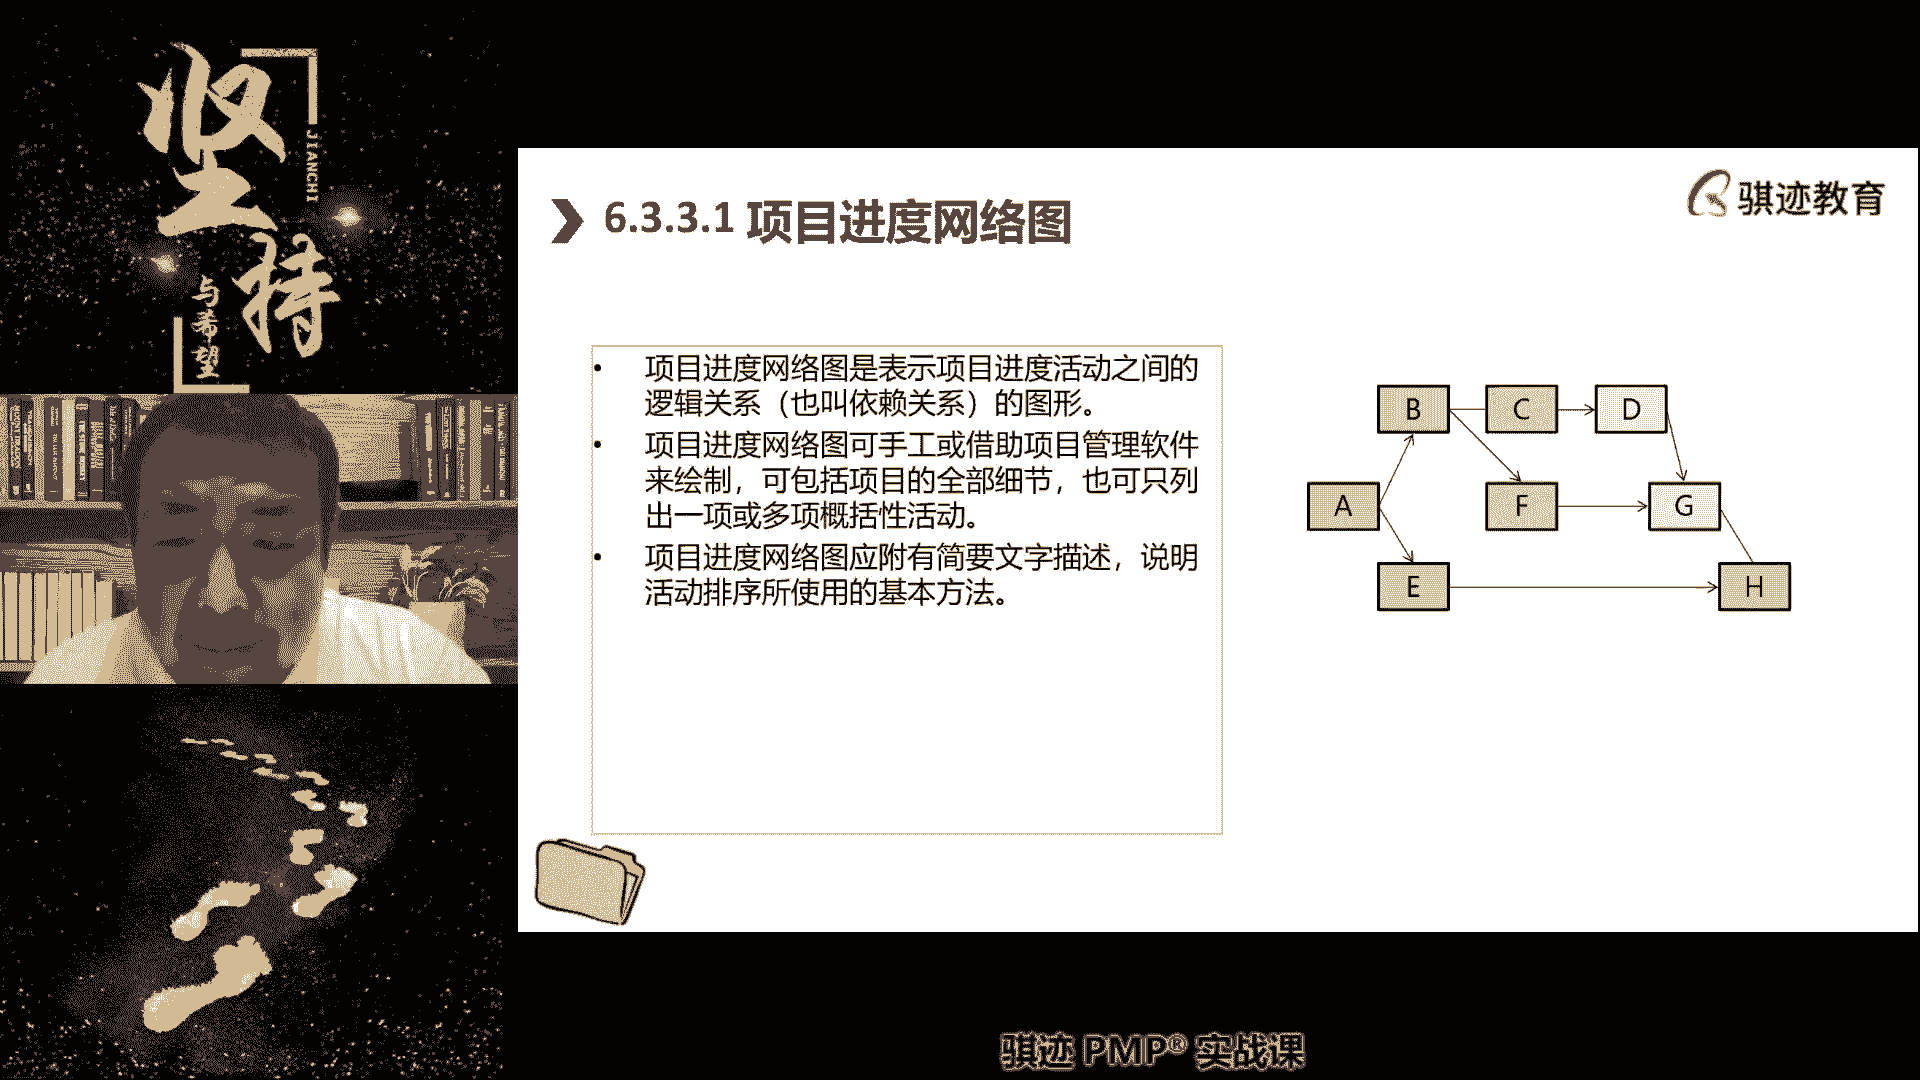 坚持
JIANCHI
与希望
骐迹教育
6.3.3.1 项目进度网络图
• 项目进度网络图是表示项目进度活动之间的
逻辑关系（也叫依赖关系）的图形。
• 项目进度网络图可手工或借助项目管理软件
来绘制，可包括项目的全部细节，也可只列
出一项或多项概括性活动。
• 项目进度网络图应附有简要文字描述，说明
活动排序所使用的基本方法。
B C D
A F G
E H
骐迹 PMP® 实战课